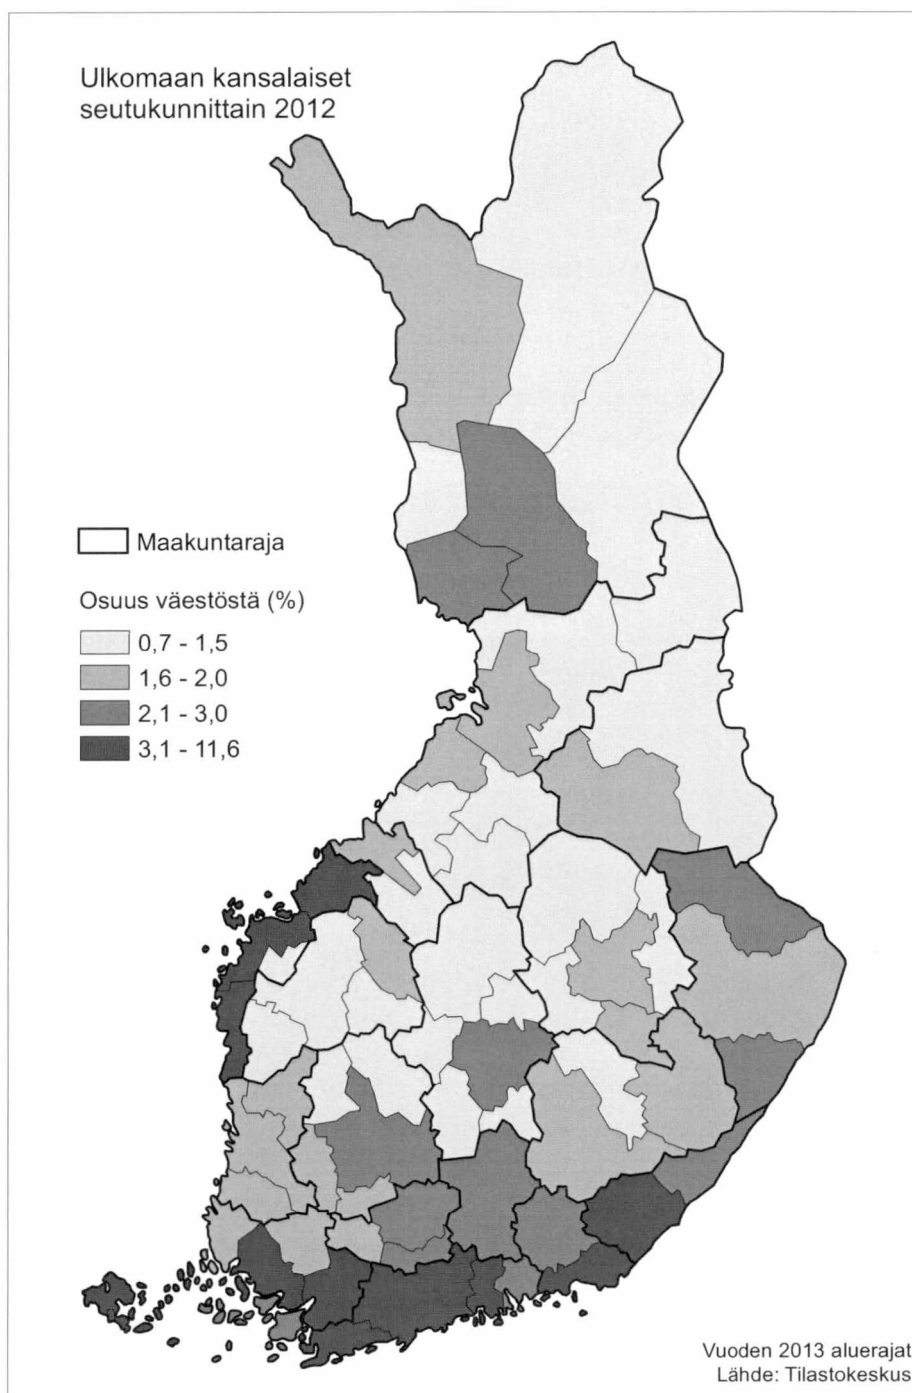 Ulkomaan kansalaiset
seutukunnittain 2012
Maakuntaraja
Osuus väestöstä (%)
0,7 - 1,5
1,6 - 2,0
2,1 - 3,0
3,1 - 11,6
Vuoden 2013 aluerajat
Lähde: Tilastokeskus